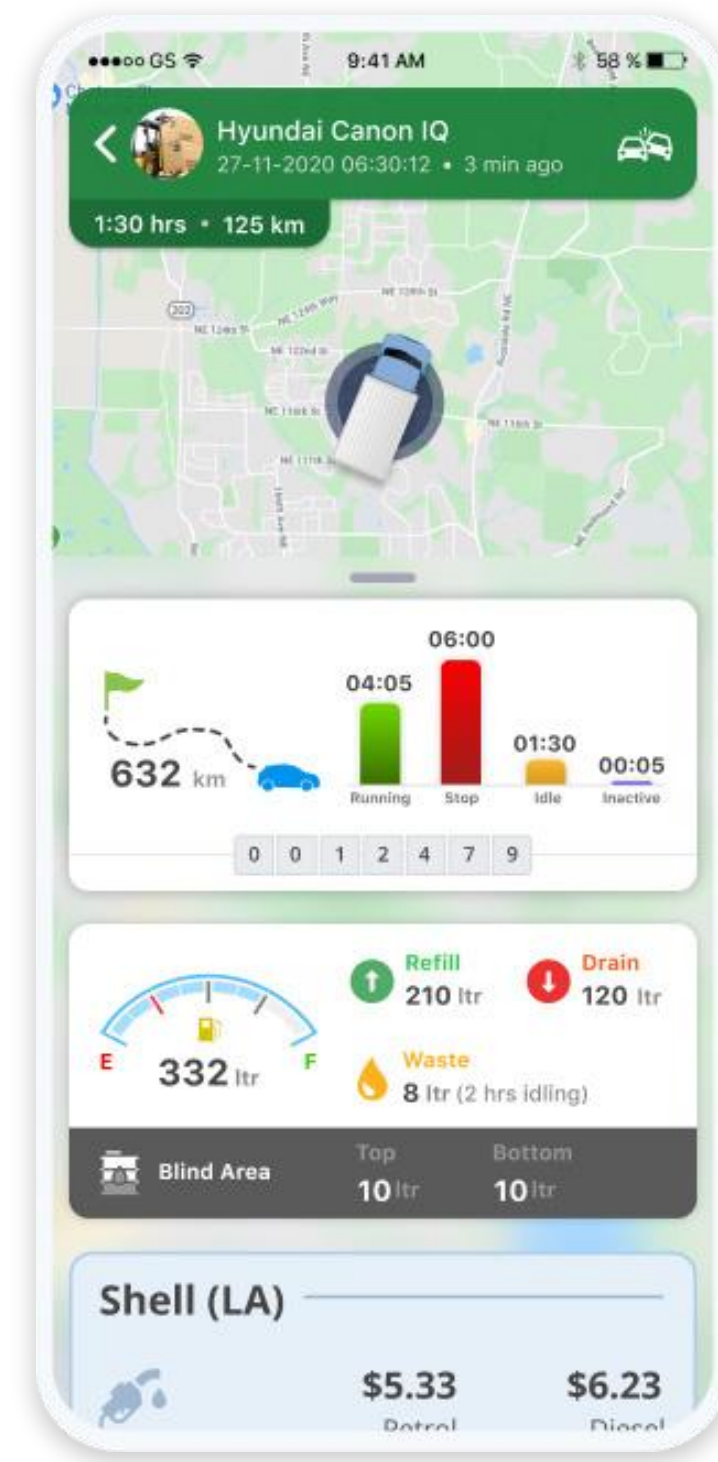 GS 9:41 AM 58 %
Hyundai Canon IQ
27-11-2020 06:30:12 • 3 min ago
1:30 hrs • 125 km
202
NE 116th St
632 km
04:05
06:00
01:30
00:05
Running Stop Idle Inactive
0 0 1 2 4 7 9
Refill
210 ltr
Drain
120 ltr
E F
332 ltr
Waste
8 ltr (2 hrs idling)
Blind Area
Top
10 ltr
Bottom
10 ltr
Shell (LA)
$5.33 $6.23
Petrol Diesel